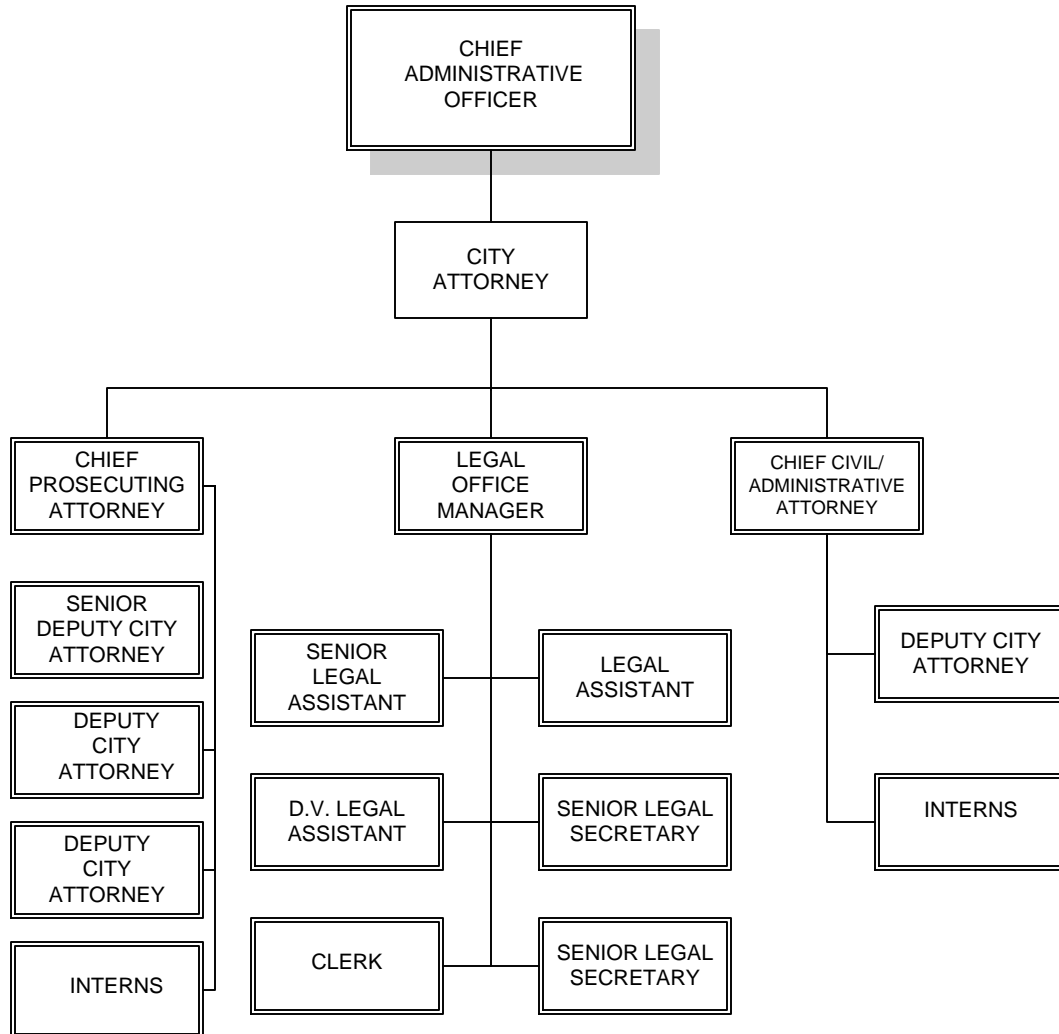 CHIEF
ADMINISTRATIVE
OFFICER
CITY
ATTORNEY
CHIEF
PROSECUTING
ATTORNEY
LEGAL
OFFICE
MANAGER
CHIEF CIVIL/
ADMINISTRATIVE
ATTORNEY
SENIOR
DEPUTY CITY
ATTORNEY
DEPUTY
CITY
ATTORNEY
DEPUTY
CITY
ATTORNEY
INTERNS
SENIOR
LEGAL
ASSISTANT
LEGAL
ASSISTANT
D.V. LEGAL
ASSISTANT
SENIOR LEGAL
SECRETARY
CLERK
SENIOR LEGAL
SECRETARY
DEPUTY CITY
ATTORNEY
INTERNS